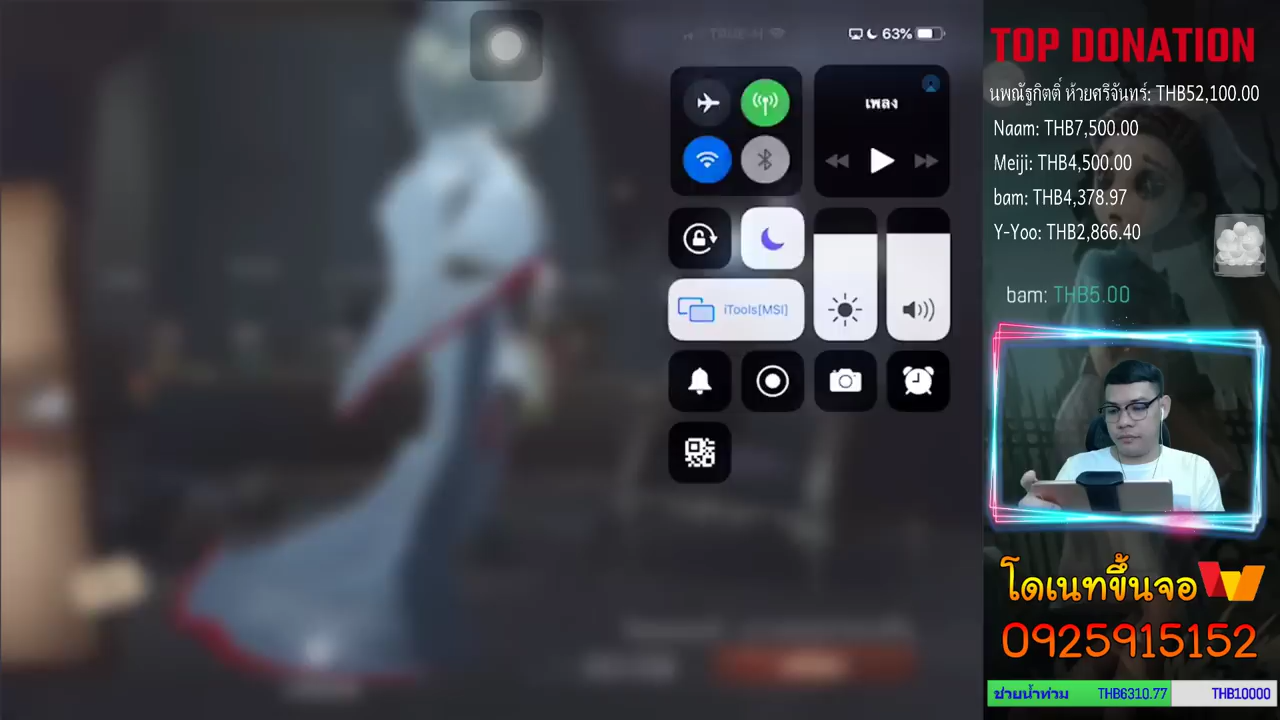 63%
เพลง
iTools[MSI]
TOP DONATION
นพณัฐกิตติ์ ห้วยศรีจันทร์: THB52,100.00
Naam: THB7,500.00
Meiji: THB4,500.00
bam: THB4,378.97
Y-Yoo: THB2,866.40
bam: THB5.00
โดเนทขึ้นจอ
0925915152
ช่วยน้ำท่วม THB6310.77 THB10000